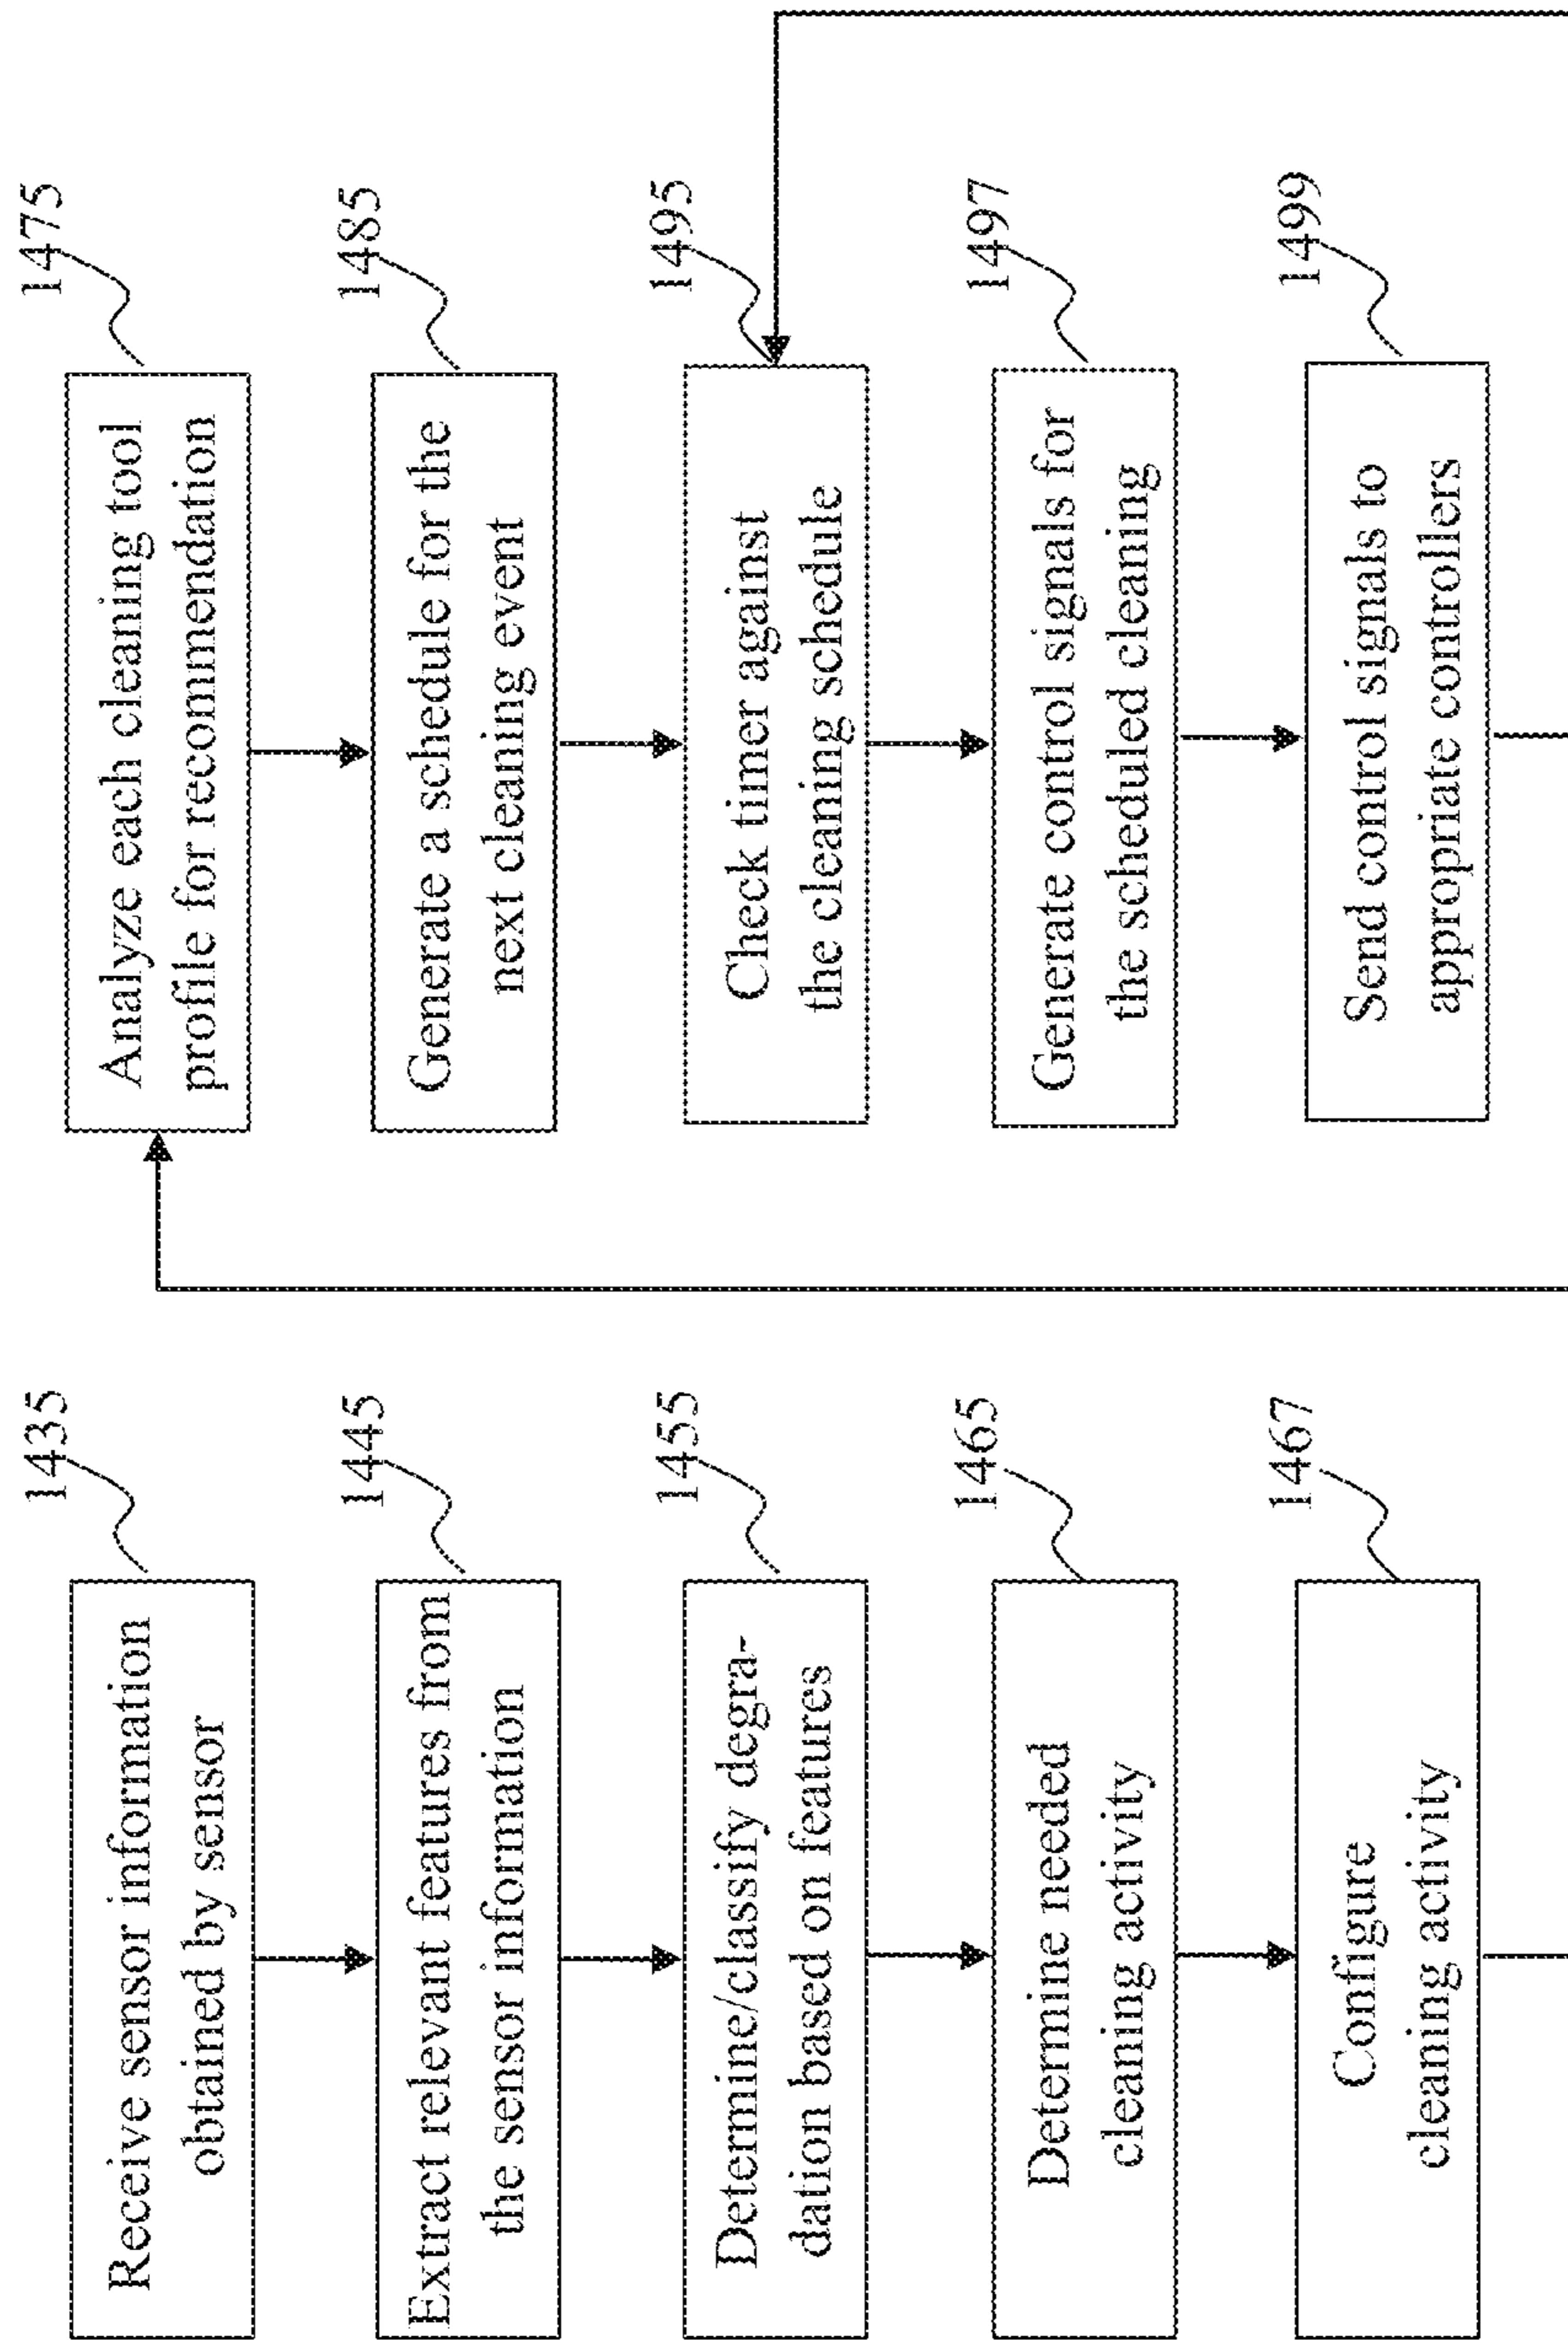 1435
Receive sensor information
obtained by sensor
1445
Extract relevant features from
the sensor information
1455
Determine/classify degra-
dation based on features
1465
Determine needed
cleaning activity
1467
Configure
cleaning activity
1475
Analyze each cleaning tool
profile for recommendation
1485
Generate a schedule for the
next cleaning event
1495
Check timer against
the cleaning schedule
1497
Generate control signals for
the scheduled cleaning
1499
Send control signals to
appropriate controllers